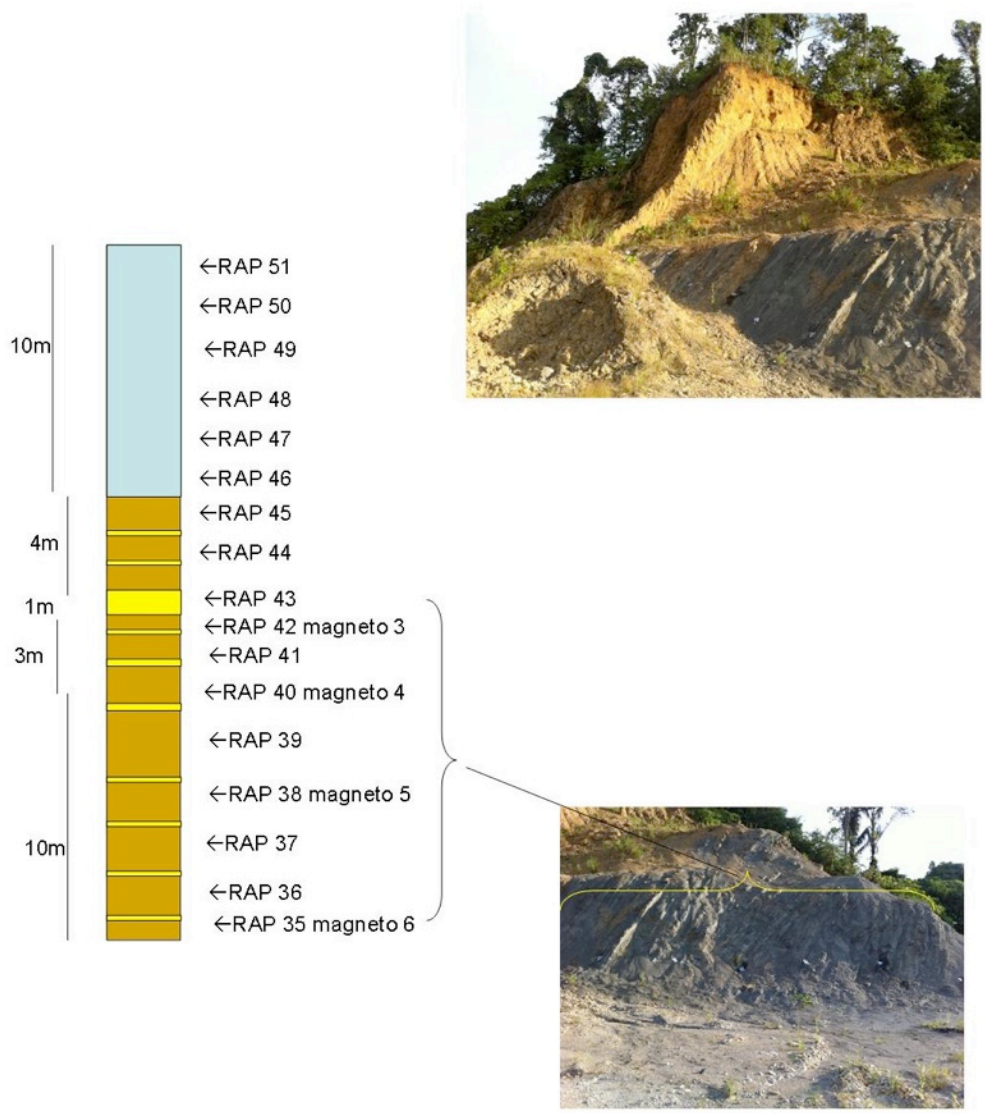 ←RAP 51
←RAP 50
10m
←RAP 49
←RAP 48
←RAP 47
←RAP 46
←RAP 45
4m
←RAP 44
1m
←RAP 43
←RAP 42 magneto 3
3m
←RAP 41
←RAP 40 magneto 4
←RAP 39
←RAP 38 magneto 5
10m
←RAP 37
←RAP 36
←RAP 35 magneto 6